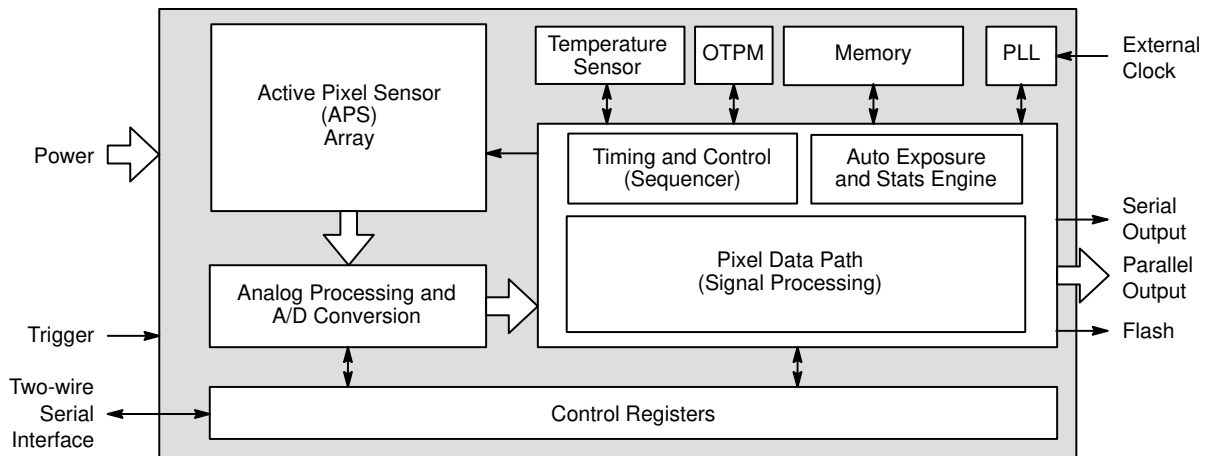 Active Pixel Sensor
(APS)
Array
Temperature
Sensor
OTPM
Memory
PLL
External
Clock
Power
Timing and Control
(Sequencer)
Auto Exposure
and Stats Engine
Serial
Output
Pixel Data Path
(Signal Processing)
Parallel
Output
Analog Processing and
A/D Conversion
Trigger
Flash
Two-wire
Serial
Interface
Control Registers